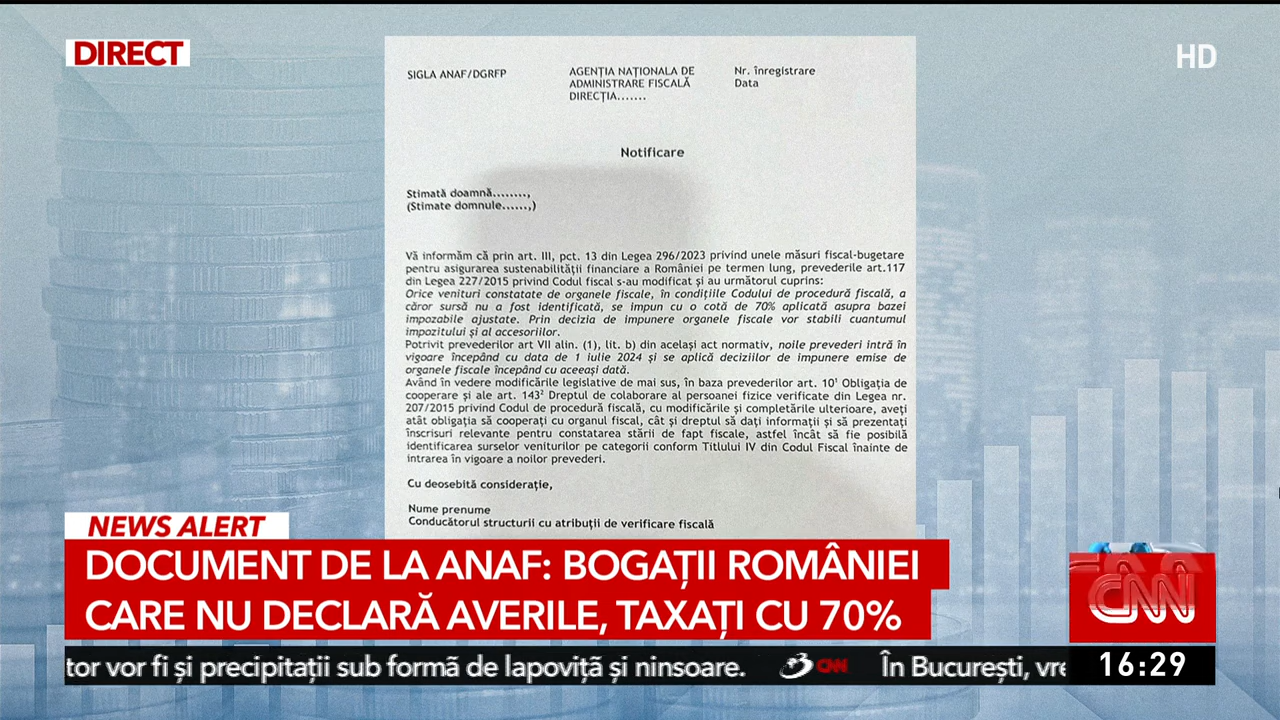 DIRECT
HD
SIGLA ANAF/DGRFP
AGENȚIA NAȚIONALA DE
ADMINISTRARE FISCALĂ
DIRECȚIA.......
Nr. înregistrare
Data
Notificare
Stimată doamnă........,
(Stimate domnule......,)
Vă informăm că prin art. III, pct. 13 din Legea 296/2023 privind unele măsuri fiscal-bugetare
pentru asigurarea sustenabilității financiare a României pe termen lung, prevederile art.117
din Legea 227/2015 privind Codul fiscal s-au modificat și au următorul cuprins:
Orice venituri constatate de organele fiscale, în condițiile Codului de procedură fiscală, a
căror sursă nu a fost identificată, se impun cu o cotă de 70% aplicată asupra bazei
impozabile ajustate. Prin decizia de impunere organele fiscale vor stabili cuantumul
impozitului și al accesoriilor.
Potrivit prevederilor art VII alin. (1), lit. b) din același act normativ, noile prevederi intră în
vigoare începând cu data de 1 iulie 2024 și se aplică deciziilor de impunere emise de
organele fiscale începând cu aceeași dată.
Având în vedere modificările legislative de mai sus, în baza prevederilor art. 10¹ Obligația de
cooperare și ale art. 143² Dreptul de colaborare al persoanei fizice verificate din Legea nr.
207/2015 privind Codul de procedură fiscală, cu modificările și completările ulterioare, aveți
atât obligația să cooperați cu organul fiscal, cât și dreptul să dați informații și să prezentați
înscrisuri relevante pentru constatarea stării de fapt fiscale, astfel încât să fie posibilă
identificarea surselor veniturilor pe categorii conform Titlului IV din Codul Fiscal înainte de
intrarea în vigoare a noilor prevederi.
Cu deosebită considerație,
Nume prenume
Conducătorul structurii cu atribuții de verificare fiscală
NEWS ALERT
DOCUMENT DE LA ANAF: BOGAȚII ROMÂNIEI
CARE NU DECLARĂ AVERILE, TAXAȚI CU 70%
CNN
tor vor fi și precipitații sub formă de lapoviță și ninsoare. CNN În București, vre
16:29